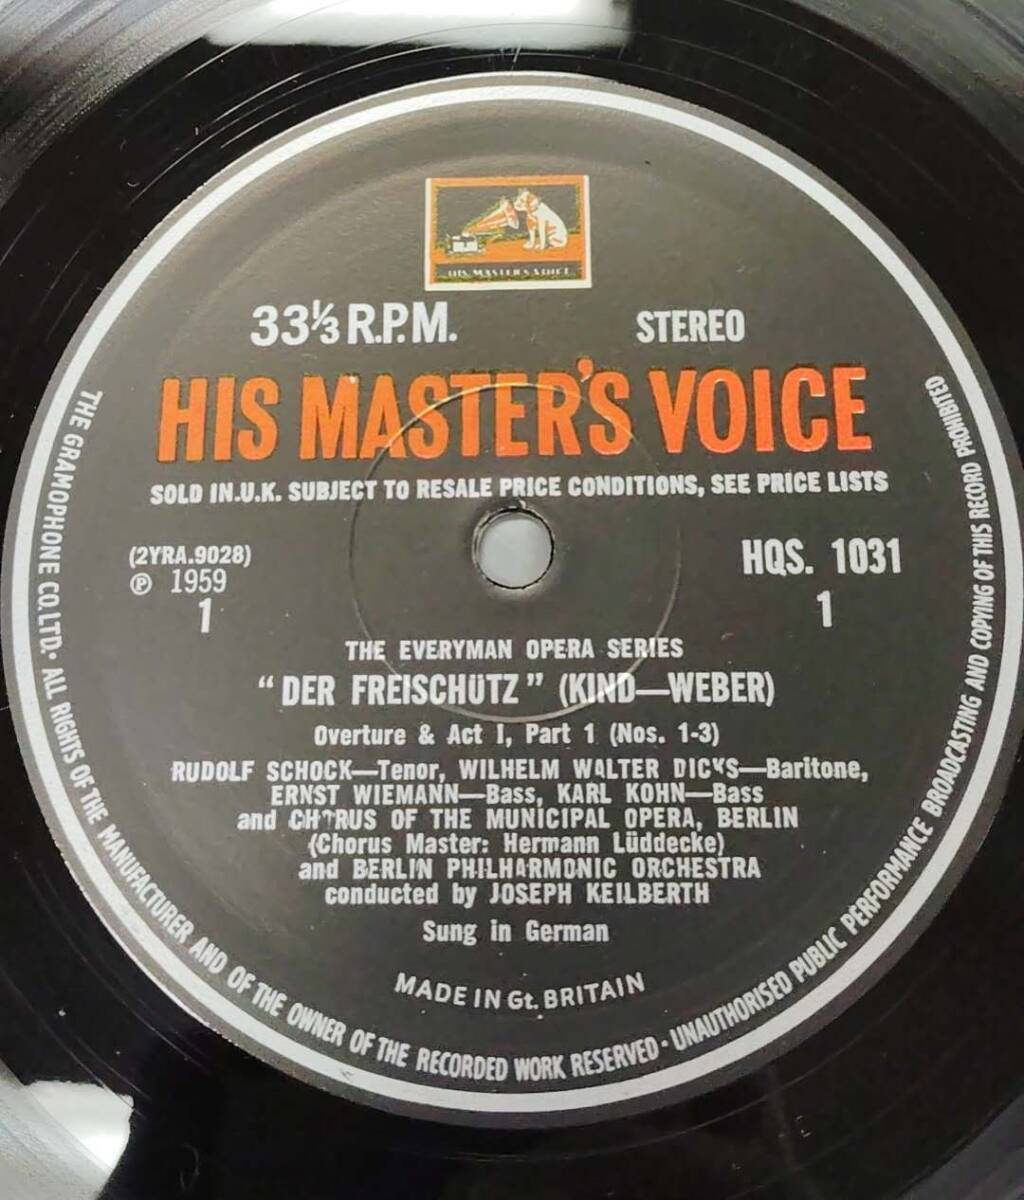 HIS MASTER'S VOICE
33⅓ R.P.M. STEREO
HIS MASTER'S VOICE
SOLD IN.U.K. SUBJECT TO RESALE PRICE CONDITIONS, SEE PRICE LISTS
(2YRA.9028)
℗ 1959
1
HQS. 1031
1
THE EVERYMAN OPERA SERIES
"DER FREISCHÜTZ" (KIND—WEBER)
Overture & Act I, Part 1 (Nos. 1-3)
RUDOLF SCHOCK—Tenor, WILHELM WALTER DICKS—Baritone,
ERNST WIEMANN—Bass, KARL KOHN—Bass
and CHORUS OF THE MUNICIPAL OPERA, BERLIN
(Chorus Master: Hermann Lüddecke)
and BERLIN PHILHARMONIC ORCHESTRA
conducted by JOSEPH KEILBERTH
Sung in German
MADE IN Gt. BRITAIN
THE GRAMOPHONE CO. LTD. • ALL RIGHTS OF THE MANUFACTURER AND OF THE OWNER OF THE RECORDED WORK RESERVED • UNAUTHORISED PUBLIC PERFORMANCE BROADCASTING AND COPYING OF THIS RECORD PROHIBITED